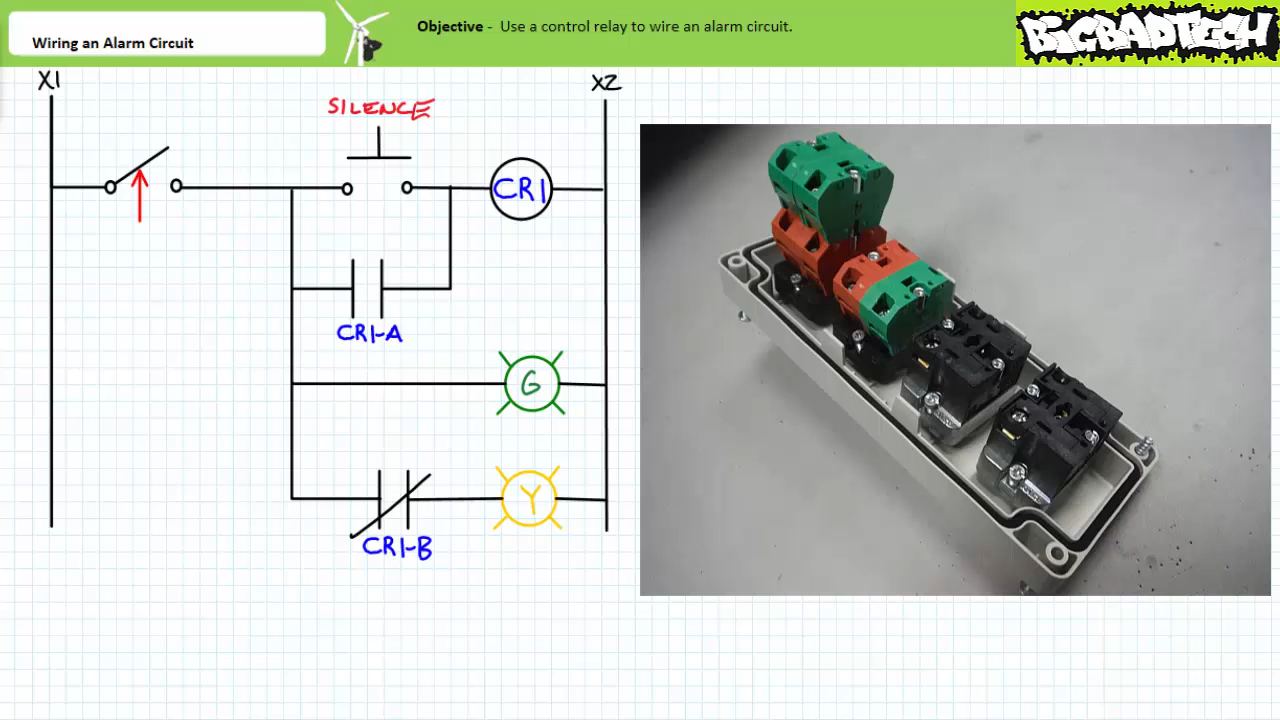 Wiring an Alarm Circuit
Objective - Use a control relay to wire an alarm circuit.
BIGBADTECH
X1
X2
SILENCE
CR1
CR1-A
G
Y
CR1-B